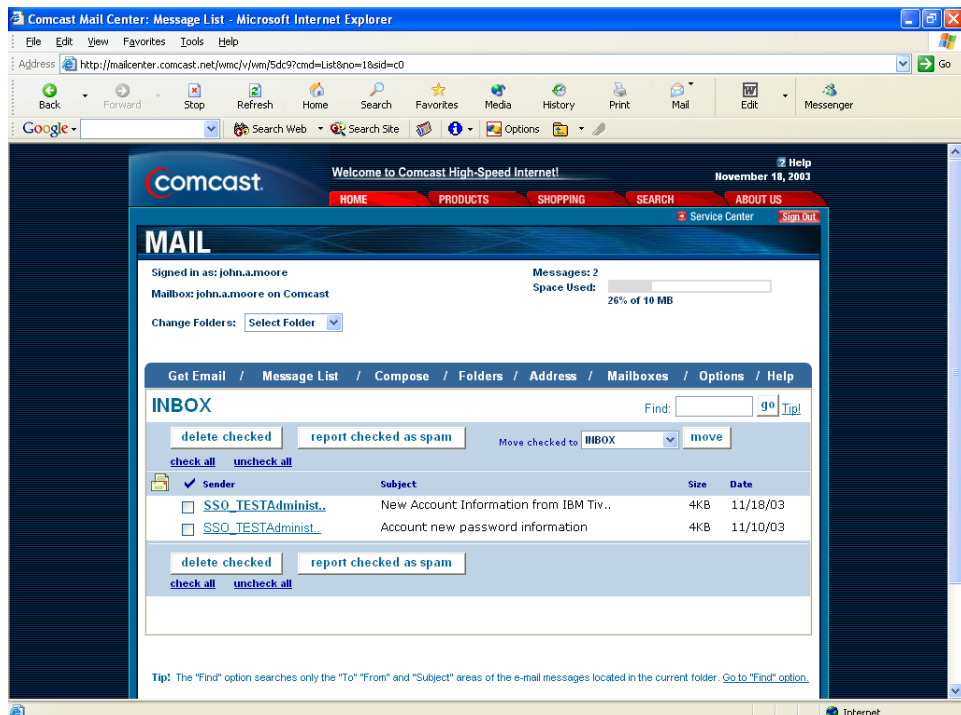 Comcast Mail Center: Message List - Microsoft Internet Explorer
File Edit View Favorites Tools Help
Address http://mailcenter.comcast.net/wmc/v/wm/5dc9?cmd=List&no=1&sid=c0 Go
Back Forward Stop Refresh Home Search Favorites Media History Print Mail Edit Messenger
Google Search Web Search Site Options
? Help
Welcome to Comcast High-Speed Internet! November 18, 2003
Comcast.
HOME PRODUCTS SHOPPING SEARCH ABOUT US
Service Center Sign Out
MAIL
Signed in as: john.a.moore Messages: 2
Mailbox: john.a.moore on Comcast Space Used:
26% of 10 MB
Change Folders: Select Folder
Get Email / Message List / Compose / Folders / Address / Mailboxes / Options / Help
INBOX Find: go Tip!
delete checked report checked as spam Move checked to INBOX move
check all uncheck all
Sender Subject Size Date
SSO_TESTAdminist.. New Account Information from IBM Tiv.. 4KB 11/18/03
SSO_TESTAdminist.. Account new password information 4KB 11/10/03
delete checked report checked as spam
check all uncheck all
Tip! The "Find" option searches only the "To" "From" and "Subject" areas of the e-mail messages located in the current folder. Go to "Find" option.
Internet